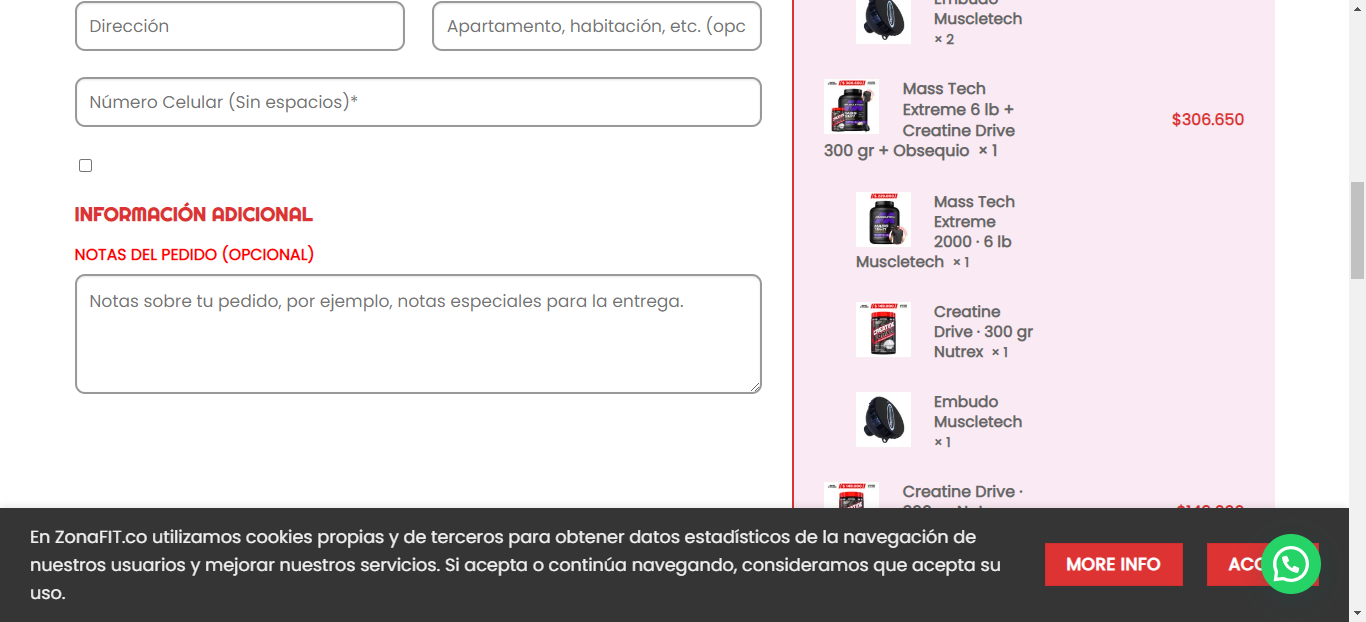 Dirección
Apartamento, habitación, etc. (opc
Número Celular (Sin espacios)*
INFORMACIÓN ADICIONAL
NOTAS DEL PEDIDO (OPCIONAL)
Notas sobre tu pedido, por ejemplo, notas especiales para la entrega.
Embudo
Muscletech
× 2
Mass Tech
Extreme 6 lb +
Creatine Drive
300 gr + Obsequio × 1
$306.650
Mass Tech
Extreme
2000 · 6 lb
Muscletech × 1
Creatine
Drive · 300 gr
Nutrex × 1
Embudo
Muscletech
× 1
Creatine Drive ·
En ZonaFIT.co utilizamos cookies propias y de terceros para obtener datos estadísticos de la navegación de
nuestros usuarios y mejorar nuestros servicios. Si acepta o continúa navegando, consideramos que acepta su
uso.
MORE INFO